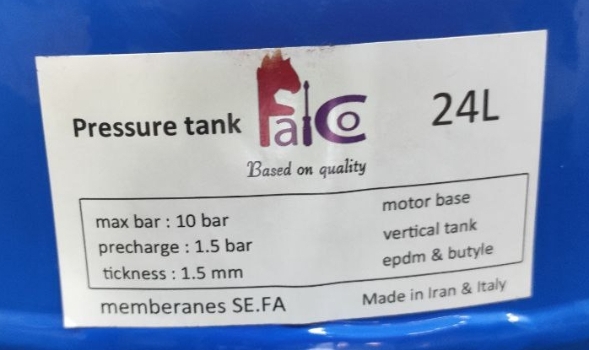 Pressure tank FalCo 24L
Based on quality
max bar : 10 bar
precharge : 1.5 bar
tickness : 1.5 mm
motor base
vertical tank
epdm & butyle
memberanes SE.FA
Made in Iran & Italy